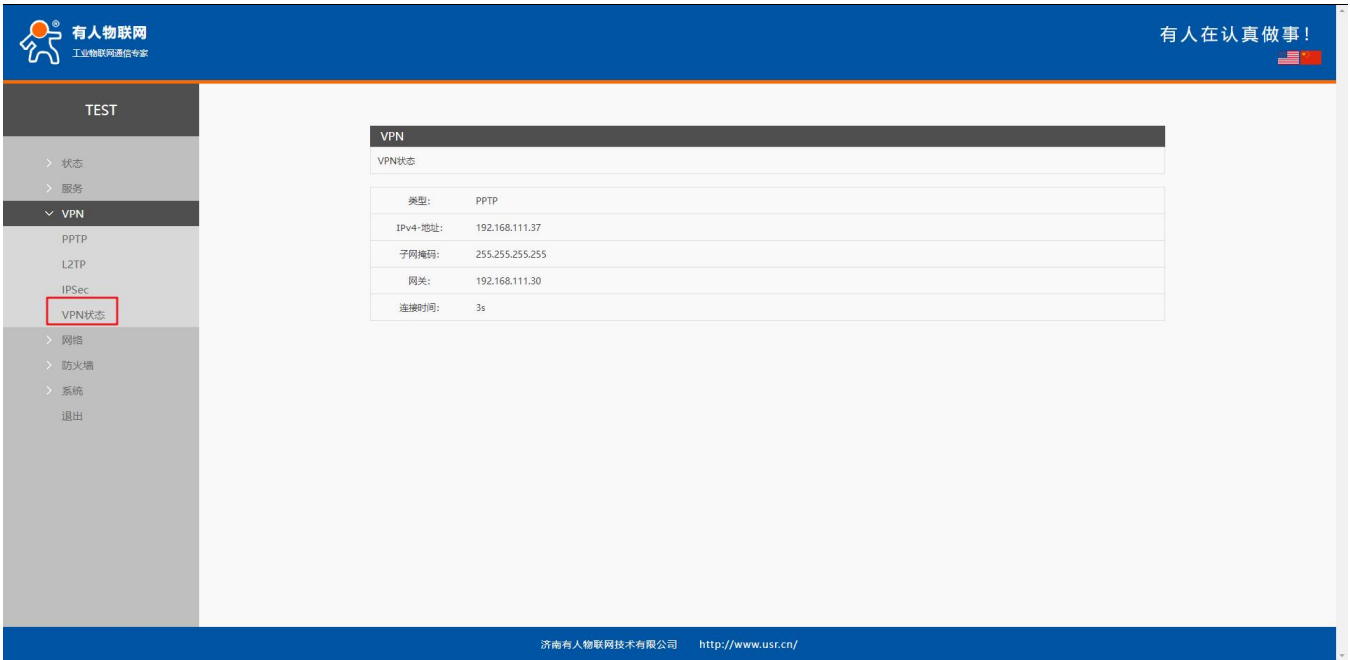 有人物联网
工业物联网通信专家
有人在认真做事！
TEST
状态
服务
VPN
PPTP
L2TP
IPSec
VPN状态
网络
防火墙
系统
退出
VPN
VPN状态
类型: PPTP
IPv4-地址: 192.168.111.37
子网掩码: 255.255.255.255
网关: 192.168.111.30
连接时间: 3s
济南有人物联网技术有限公司 http://www.usr.cn/